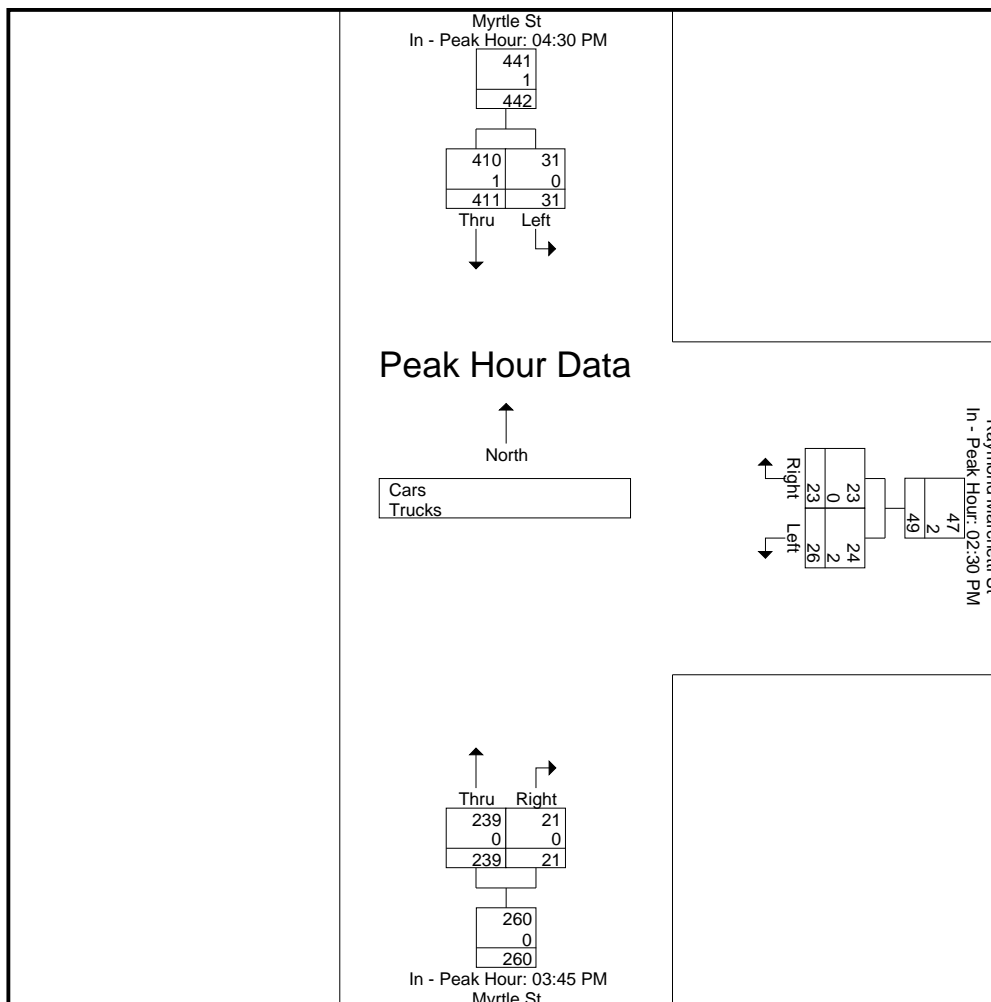 Myrtle St
In - Peak Hour: 04:30 PM
441
1
442
410 31
1 0
411 31
Thru Left
Peak Hour Data
North
Cars
Trucks
In - Peak Hour: 02:30 PM
47
2
49
Right Left
23 24
0 2
23 26
Thru Right
239 21
0 0
239 21
260
0
260
In - Peak Hour: 03:45 PM
Myrtle St